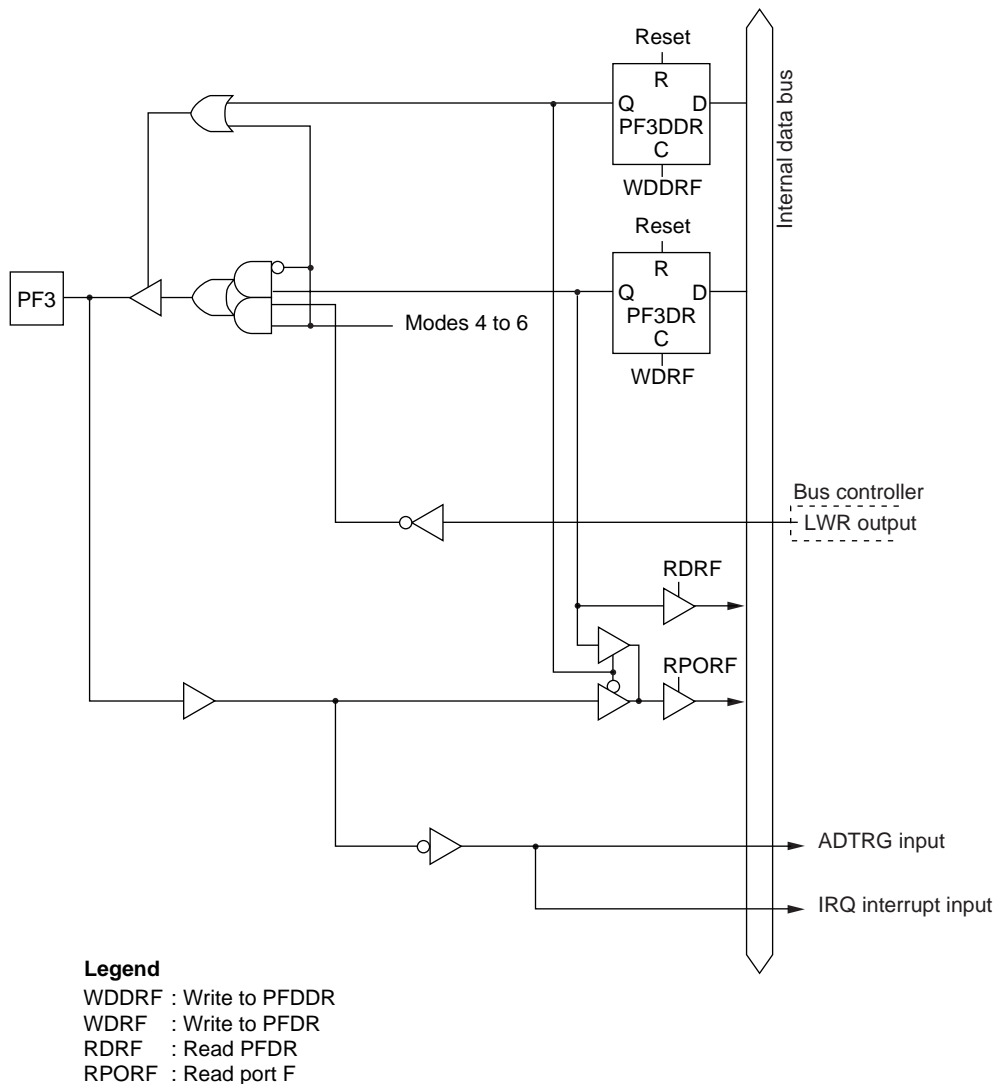 Reset
R
Q D
PF3DDR
C
WDDRF
Internal data bus
Reset
R
Q D
PF3DR
C
WDRF
PF3
Modes 4 to 6
Bus controller
LWR output
RDRF
RPORF
ADTRG input
IRQ interrupt input
Legend
WDDRF : Write to PFDDR
WDRF : Write to PFDR
RDRF : Read PFDR
RPORF : Read port F